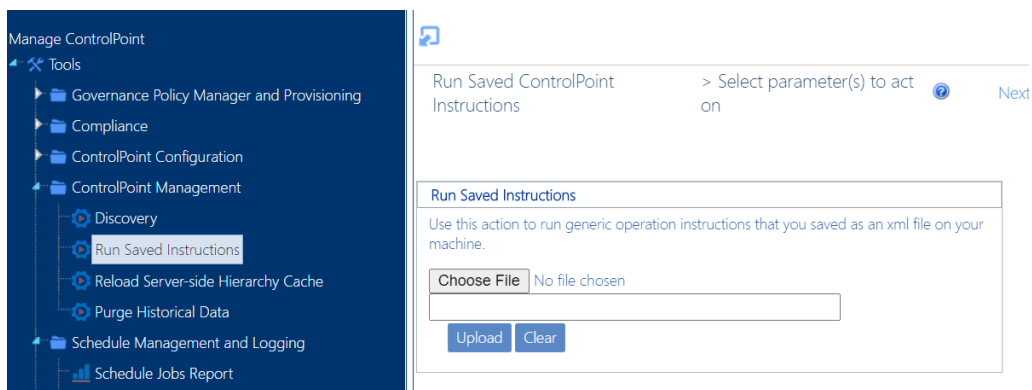 Manage ControlPoint
Tools
Governance Policy Manager and Provisioning
Compliance
ControlPoint Configuration
ControlPoint Management
Discovery
Run Saved Instructions
Reload Server-side Hierarchy Cache
Purge Historical Data
Schedule Management and Logging
Schedule Jobs Report
Run Saved ControlPoint
Instructions
> Select parameter(s) to act
on
?
Next
Run Saved Instructions
Use this action to run generic operation instructions that you saved as an xml file on your
machine.
Choose File No file chosen
Upload Clear